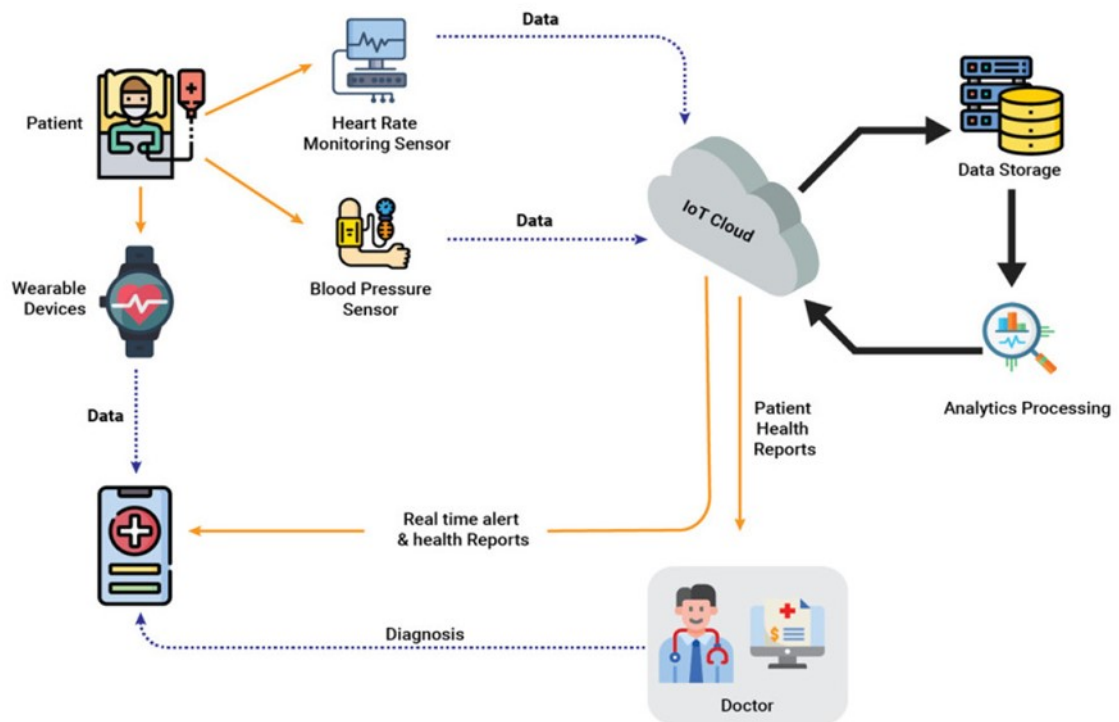 Data
Patient
Heart Rate
Monitoring Sensor
Data Storage
IoT Cloud
Data
Wearable
Devices
Blood Pressure
Sensor
Data
Analytics Processing
Patient
Health
Reports
Real time alert
& health Reports
Diagnosis
$
Doctor